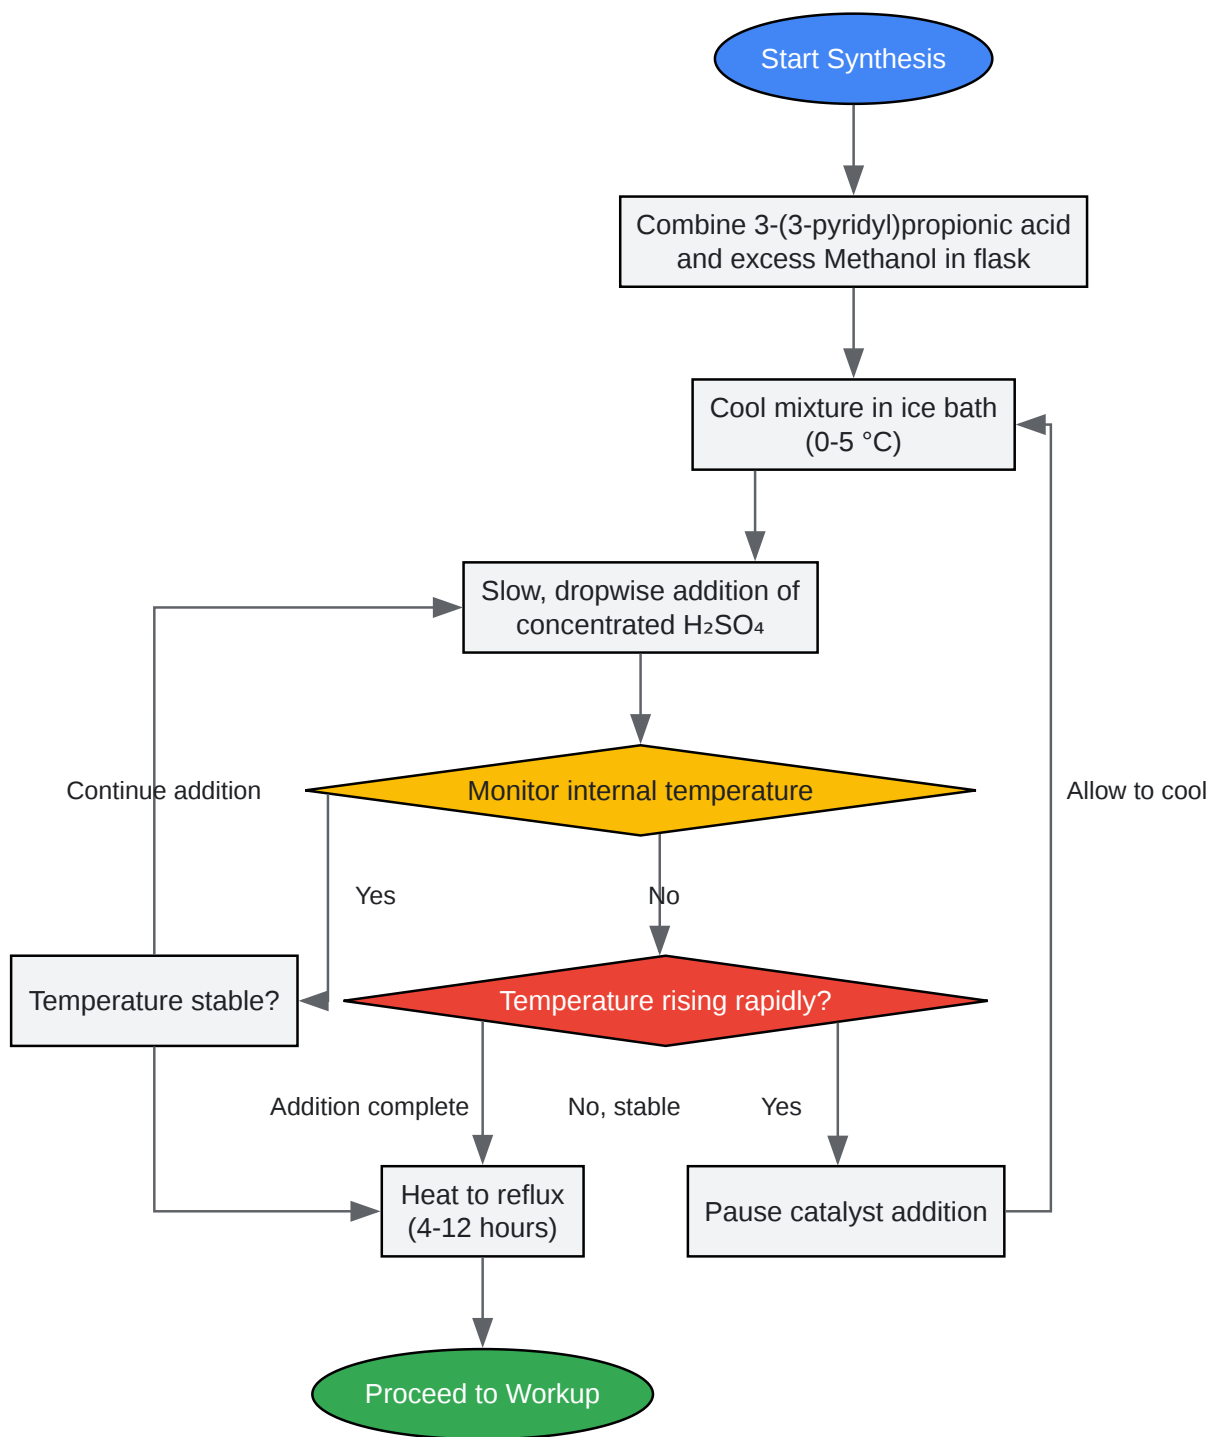 Start Synthesis
Combine 3-(3-pyridyl)propionic acid
and excess Methanol in flask
Cool mixture in ice bath
(0-5 °C)
Slow, dropwise addition of
concentrated H₂SO₄
Continue addition
Monitor internal temperature
Allow to cool
Yes
No
Temperature stable?
Temperature rising rapidly?
Addition complete
No, stable
Yes
Heat to reflux
(4-12 hours)
Pause catalyst addition
Proceed to Workup